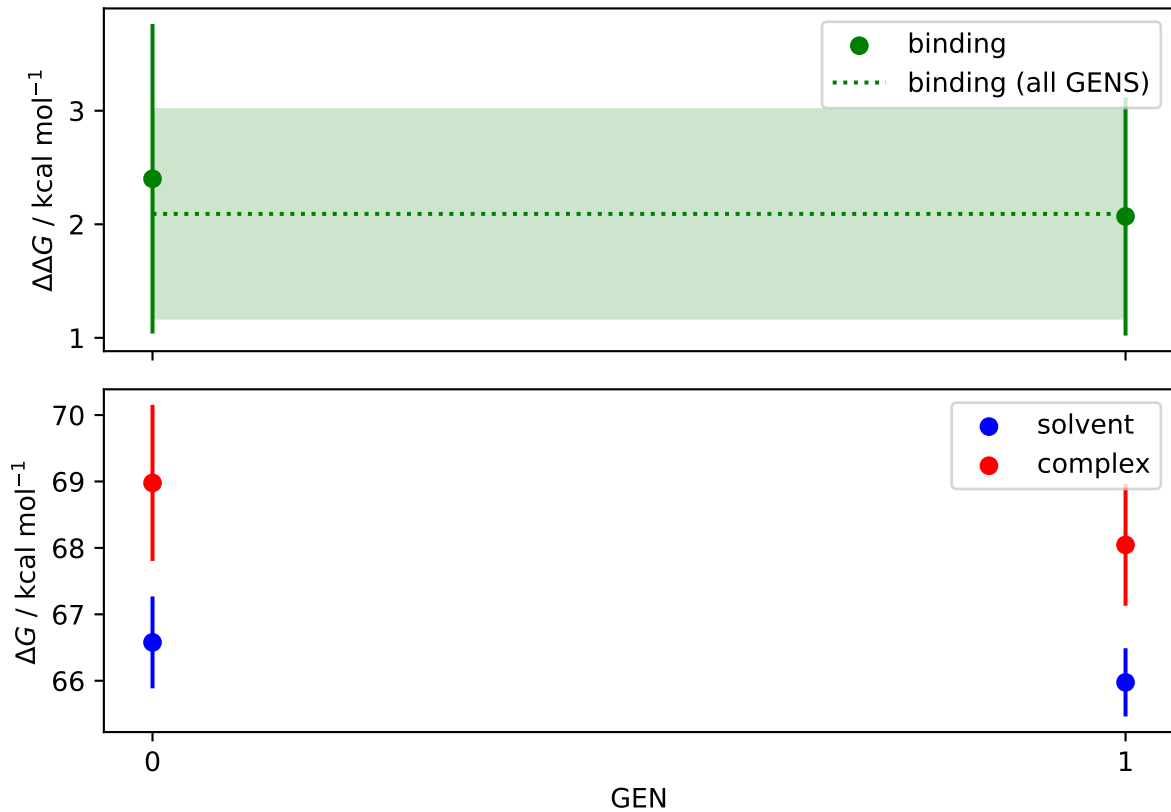 binding
binding (all GENS)
ΔΔG / kcal mol⁻¹
3
2
1
solvent
complex
ΔG / kcal mol⁻¹
70
69
68
67
66
0
1
GEN